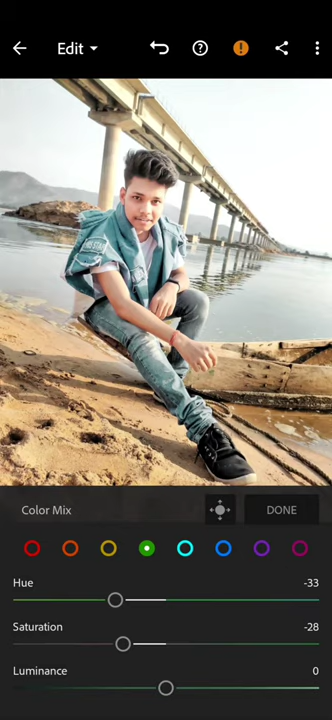 Edit
Color Mix
DONE
Hue
-33
Saturation
-28
Luminance
0